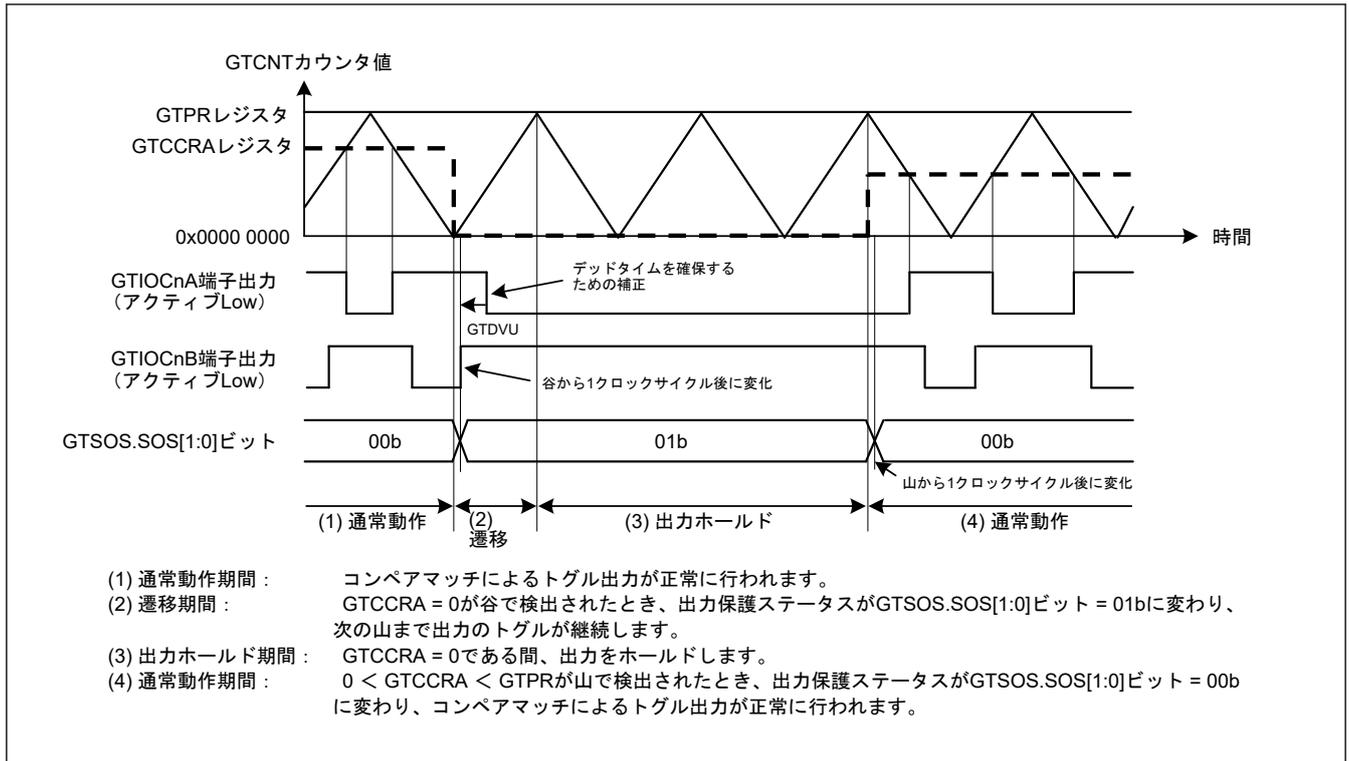 GTCNTカウンタ値
GTPRレジスタ
GTCCRAレジスタ
0x0000 0000
時間
GTIOCnA端子出力
（アクティブLow）
デッドタイムを確保する
ための補正
GTDVU
GTIOCnB端子出力
（アクティブLow）
谷から1クロックサイクル後に変化
GTSOS.SOS[1:0]ビット
00b
01b
00b
山から1クロックサイクル後に変化
(1) 通常動作
(2)
遷移
(3) 出力ホールド
(4) 通常動作
(1) 通常動作期間： コンペアマッチによるトグル出力が正常に行われます。
(2) 遷移期間： GTCCRA = 0が谷で検出されたとき、出力保護ステータスがGTSOS.SOS[1:0]ビット = 01bに変わり、
次の山まで出力のトグルが継続します。
(3) 出力ホールド期間： GTCCRA = 0である間、出力をホールドします。
(4) 通常動作期間： 0 ＜ GTCCRA ＜ GTPRが山で検出されたとき、出力保護ステータスがGTSOS.SOS[1:0]ビット = 00b
に変わり、コンペアマッチによるトグル出力が正常に行われます。